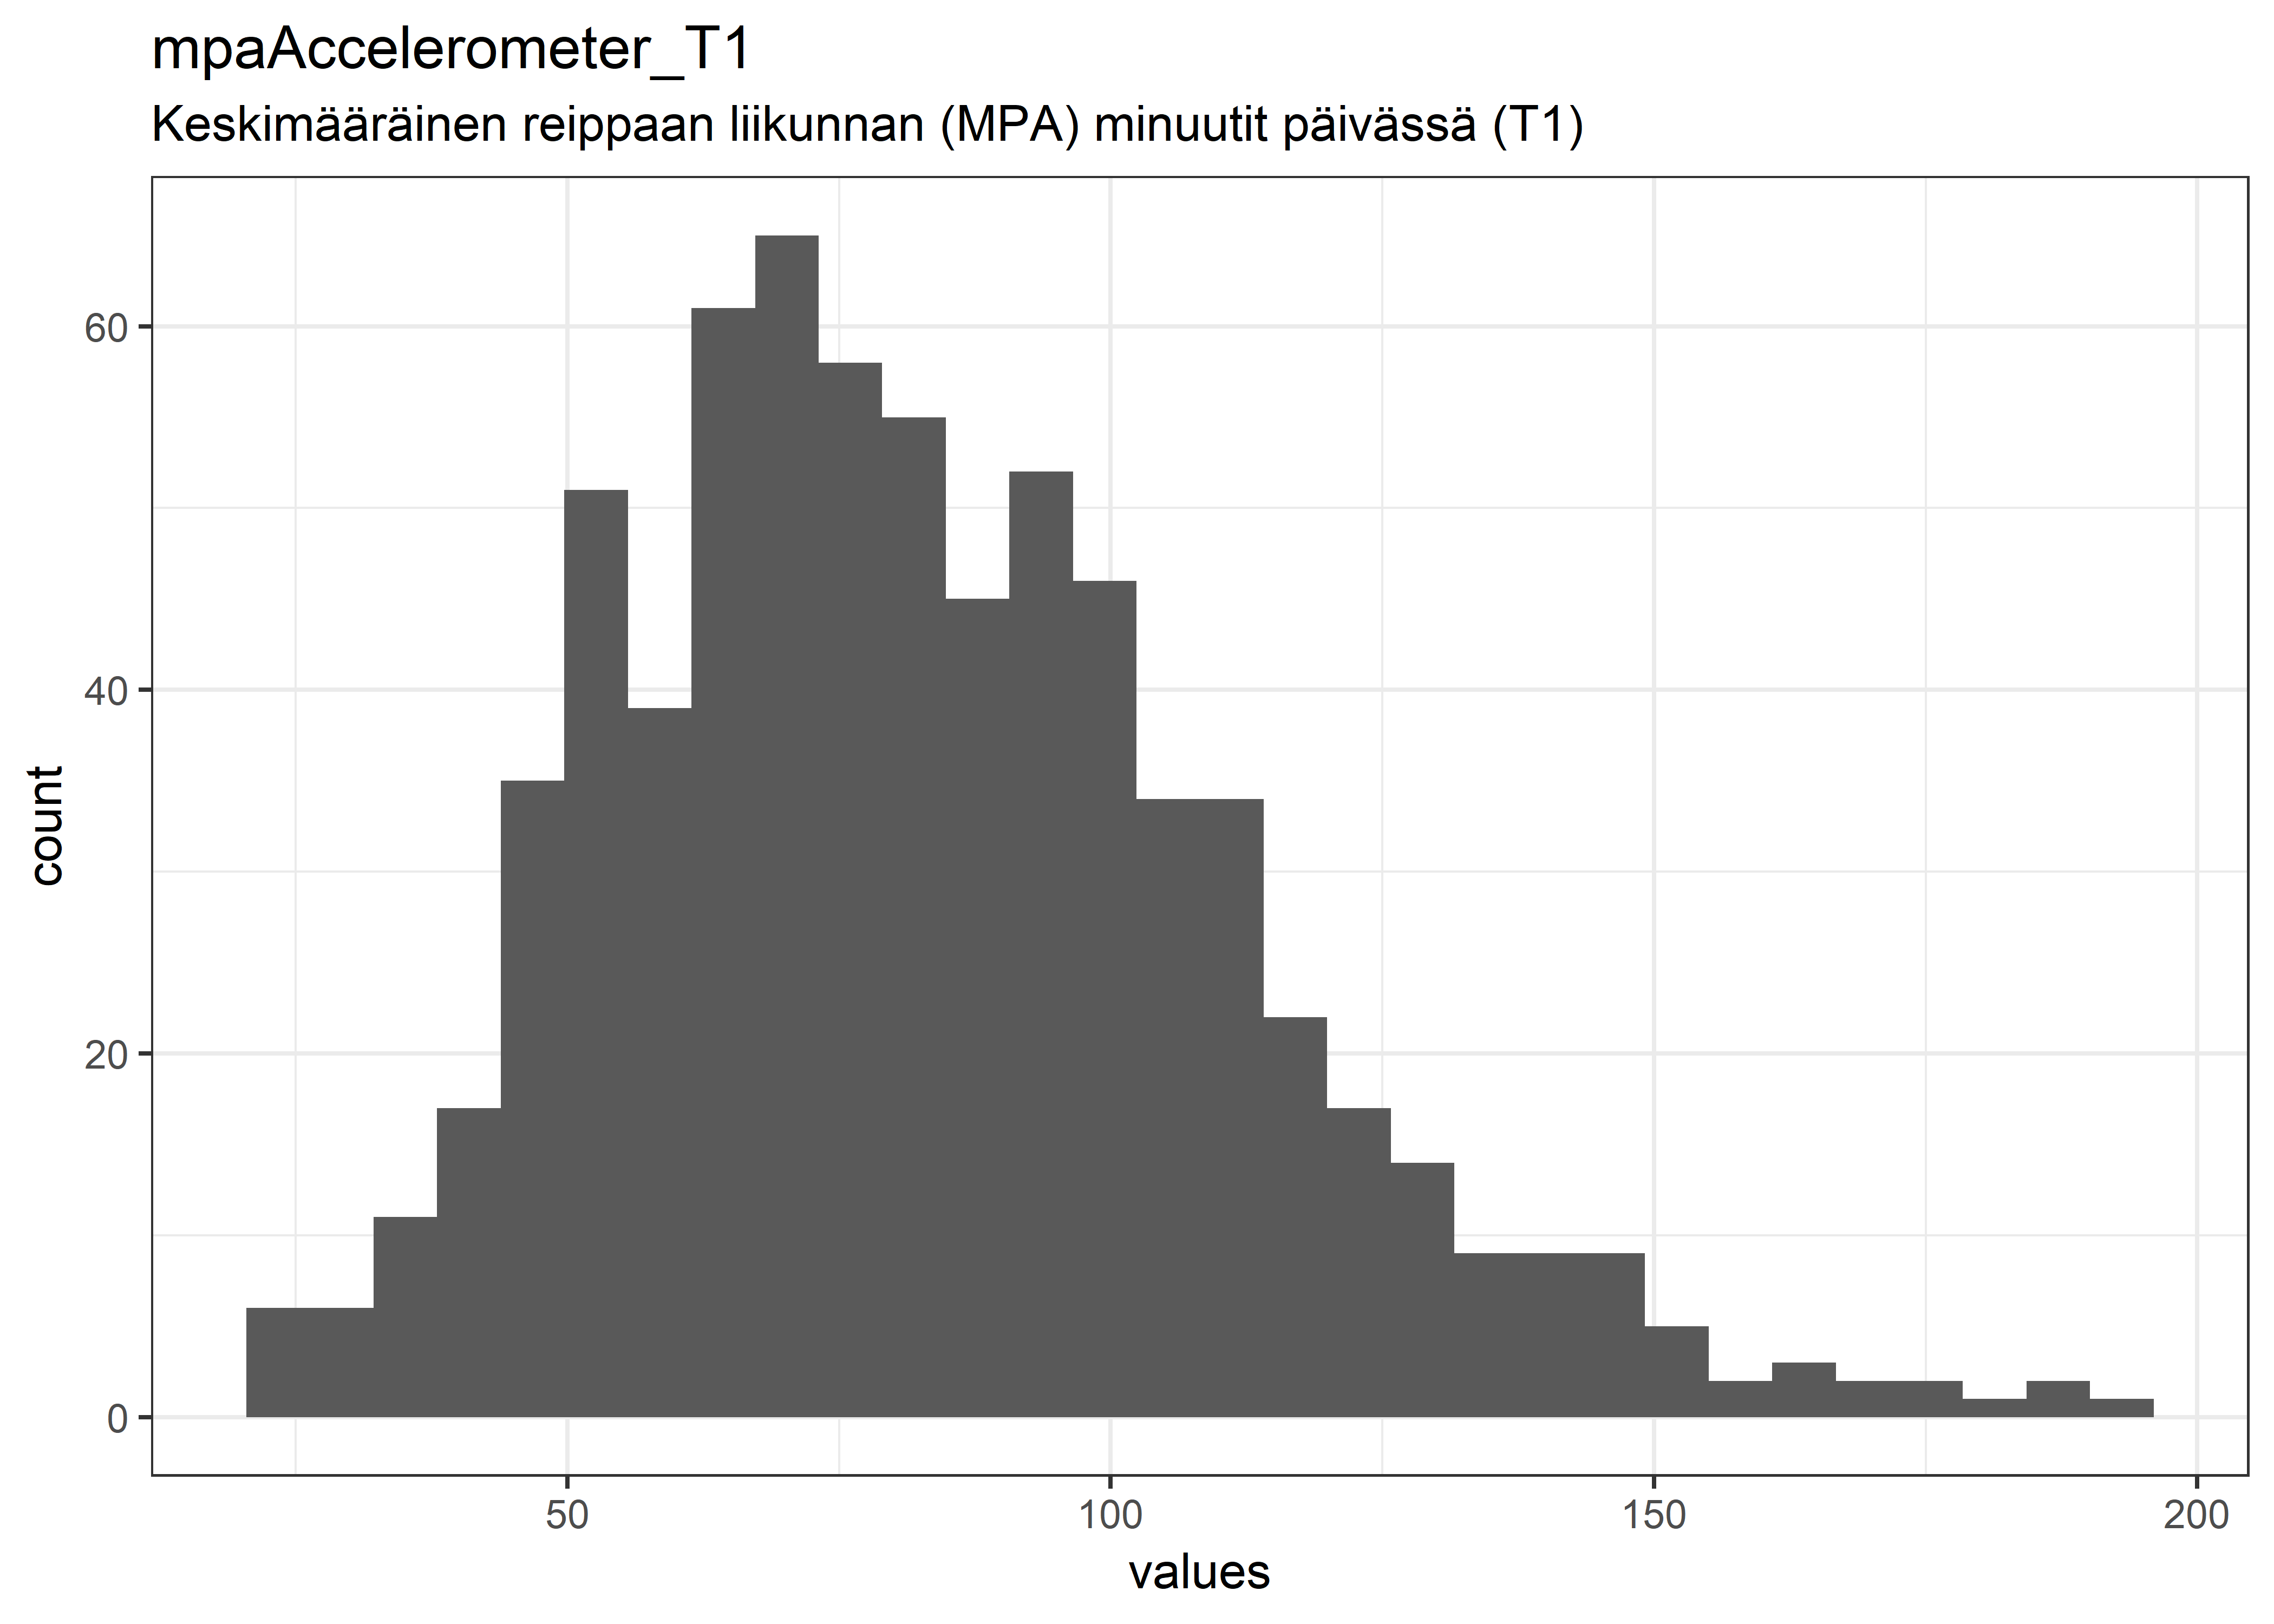 mpaAccelerometer_T1
Keskimääräinen reippaan liikunnan (MPA) minuutit päivässä (T1)
60
40
20
0
count
50
100
150
200
values